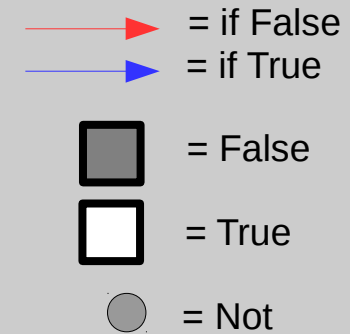 = if False
= if True
= False
= True
= Not